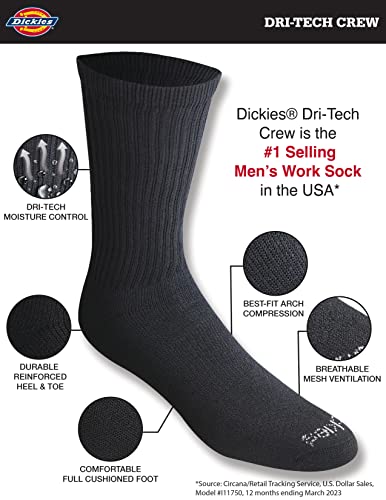 Dickies
DRI-TECH CREW
Dickies® Dri-Tech
Crew is the
#1 Selling
Men's Work Sock
in the USA*
DRI-TECH
MOISTURE CONTROL
BEST-FIT ARCH
COMPRESSION
DURABLE
REINFORCED
HEEL & TOE
BREATHABLE
MESH VENTILATION
Dickies
COMFORTABLE
FULL CUSHIONED FOOT
*Source: Circana/Retail Tracking Service, U.S. Dollar Sales,
Model #I11750, 12 months ending March 2023